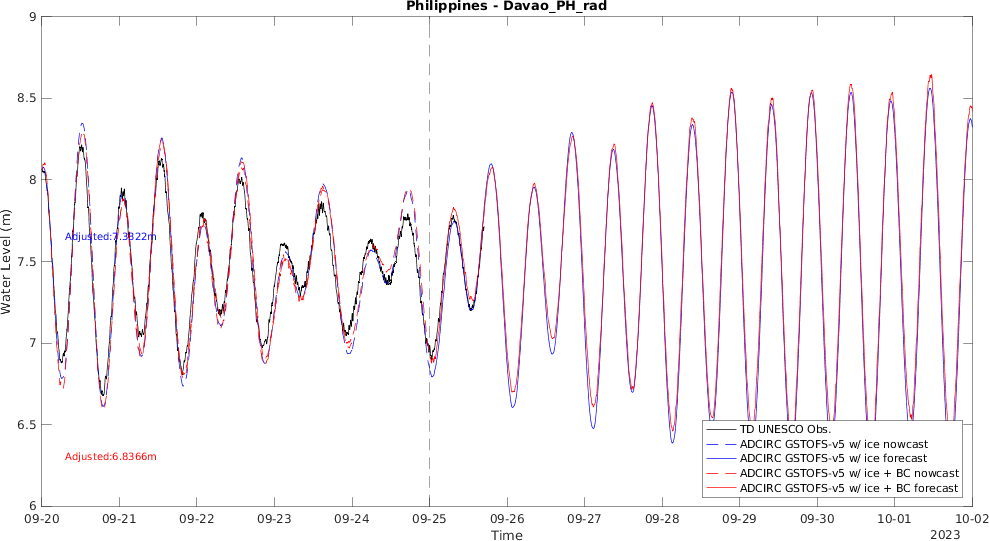 Philippines - Davao_PH_rad
9
8.5
8
7.5
7
6.5
6
Water Level (m)
Adjusted:7.3322m
Adjusted:6.8366m
TD UNESCO Obs.
ADCIRC GSTOFS-v5 w/ ice nowcast
ADCIRC GSTOFS-v5 w/ ice forecast
ADCIRC GSTOFS-v5 w/ ice + BC nowcast
ADCIRC GSTOFS-v5 w/ ice + BC forecast
09-20 09-21 09-22 09-23 09-24 09-25 09-26 09-27 09-28 09-29 09-30 10-01 10-02
Time
2023